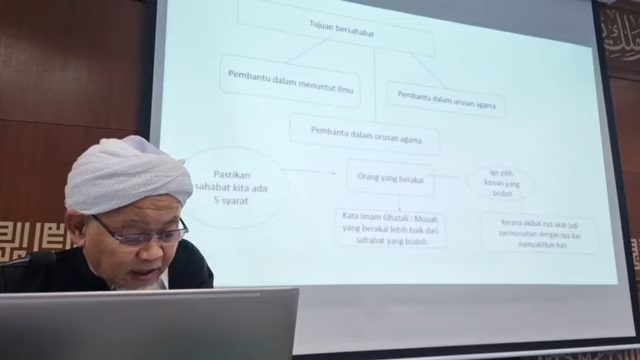 Tujuan bersahabat
Pembantu dalam menuntut ilmu
Pembantu dalam urusan agama
Pembantu dalam urusan agama
Pastikan
sahabat kita ada
5 syarat
Orang yang berakal
Jgn pilih
kawan yang
bodoh
Kata Imam Ghatali : Musuh
yang berakal lebih baik dari
sahabat yang bodoh
Kerana akibat nya akan jadi
permusuhan dengan nya dan
menyakitkan hati